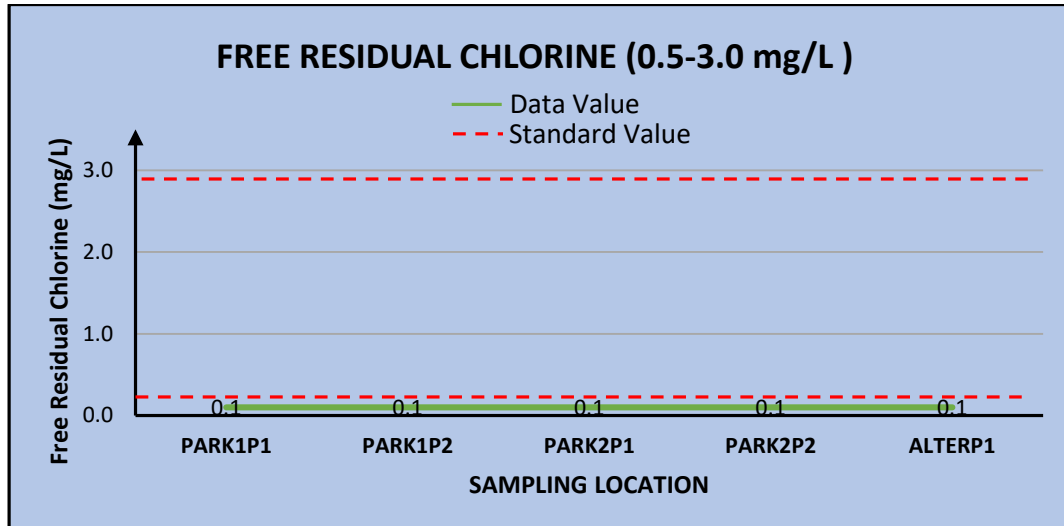 FREE RESIDUAL CHLORINE (0.5-3.0 mg/L )
Data Value
Standard Value
Free Residual Chlorine (mg/L)
3.0
2.0
1.0
0.0
0.1 0.1 0.1 0.1 0.1
PARK1P1 PARK1P2 PARK2P1 PARK2P2 ALTERP1
SAMPLING LOCATION